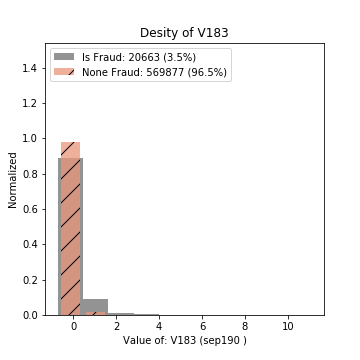 Desity of V183
Is Fraud: 20663 (3.5%)
None Fraud: 569877 (96.5%)
1.4
1.2
1.0
0.8
0.6
0.4
0.2
0.0
Normalized
0 2 4 6 8 10
Value of: V183 (sep190 )